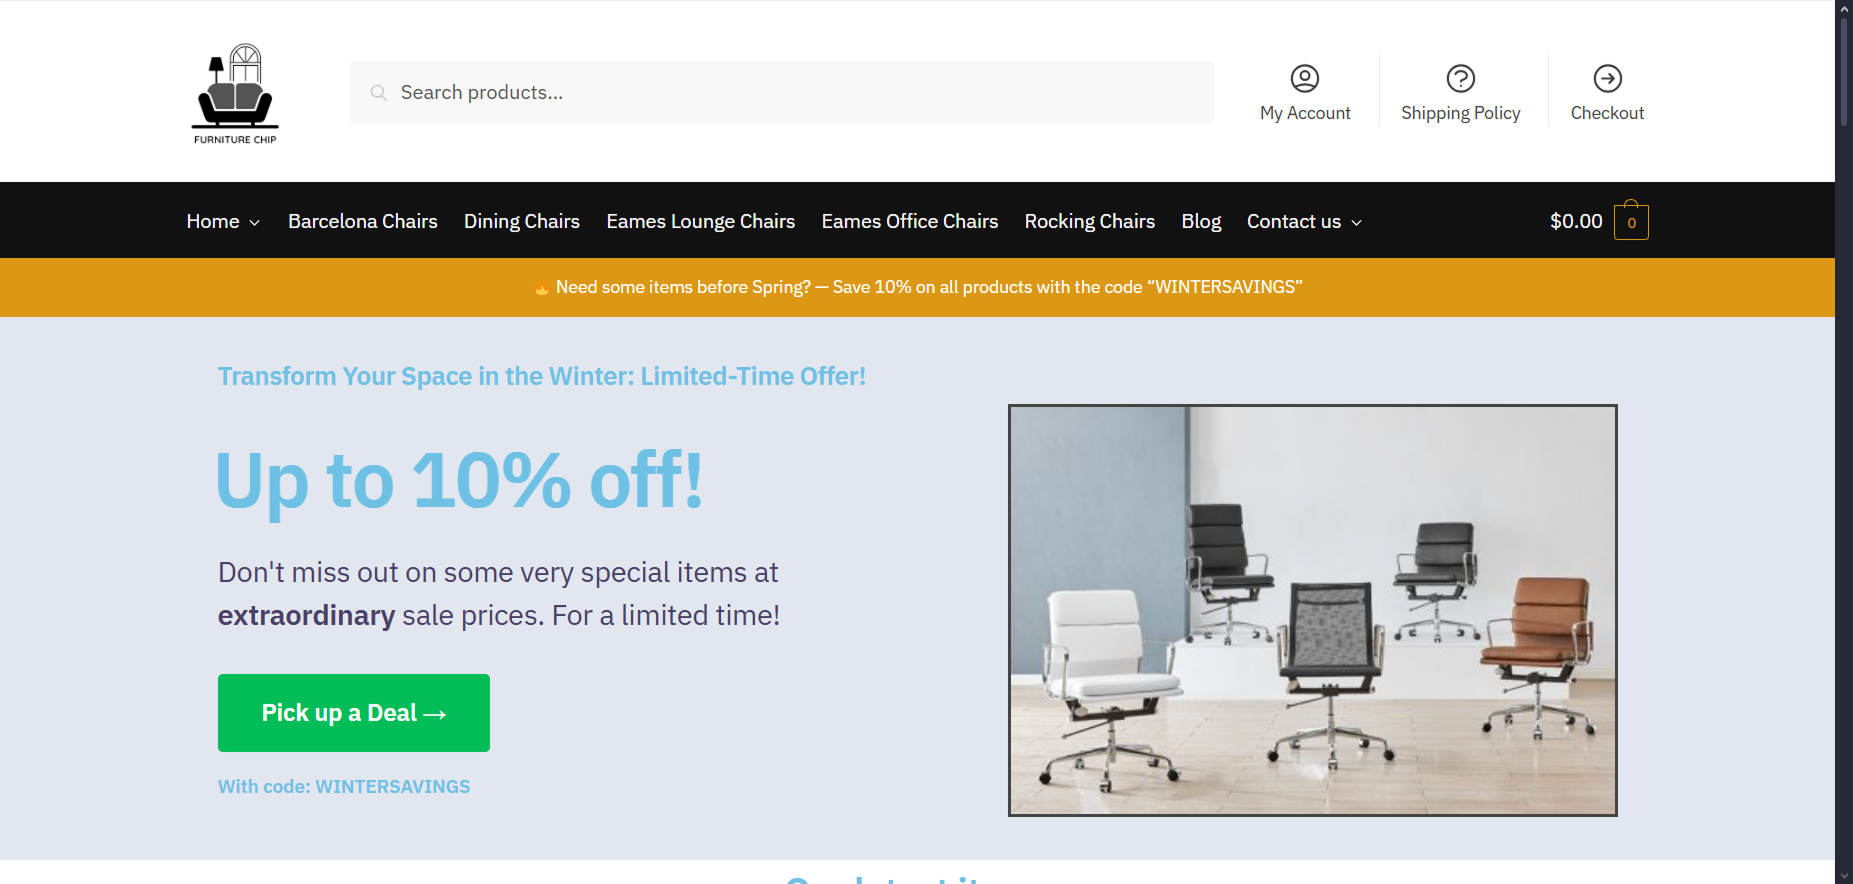 FURNITURE CHIP
Search products...
My Account
Shipping Policy
Checkout
Home
Barcelona Chairs
Dining Chairs
Eames Lounge Chairs
Eames Office Chairs
Rocking Chairs
Blog
Contact us
$0.00
0
🔥 Need some items before Spring? — Save 10% on all products with the code “WINTERSAVINGS”
Transform Your Space in the Winter: Limited-Time Offer!
Up to 10% off!
Don't miss out on some very special items at
extraordinary sale prices. For a limited time!
Pick up a Deal →
With code: WINTERSAVINGS